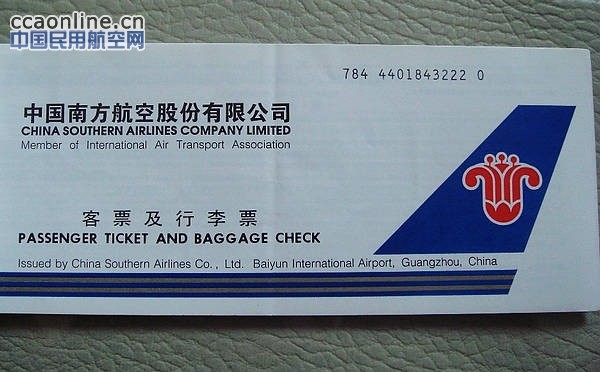 ccaonline.cn
中国民用航空网
784 4401843222 0
中国南方航空股份有限公司
CHINA SOUTHERN AIRLINES COMPANY LIMITED
Member of International Air Transport Association
客票及行李票
PASSENGER TICKET AND BAGGAGE CHECK
Issued by China Southern Airlines Co., Ltd. Baiyun International Airport, Guangzhou, China